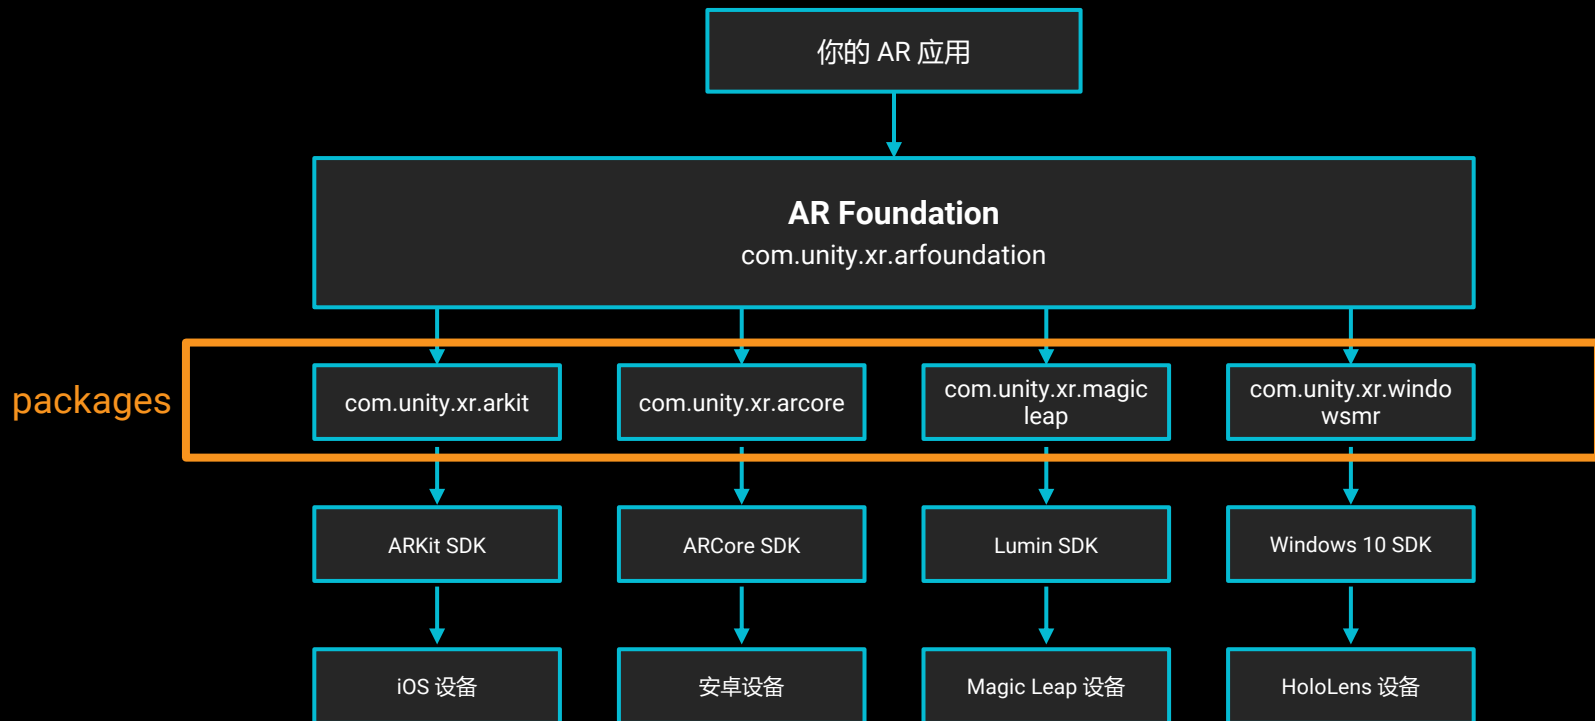 你的 AR 应用
AR Foundation
com.unity.xr.arfoundation
packages
com.unity.xr.arkit
com.unity.xr.arcore
com.unity.xr.magic
leap
com.unity.xr.windo
wsmr
ARKit SDK
ARCore SDK
Lumin SDK
Windows 10 SDK
iOS 设备
安卓设备
Magic Leap 设备
HoloLens 设备